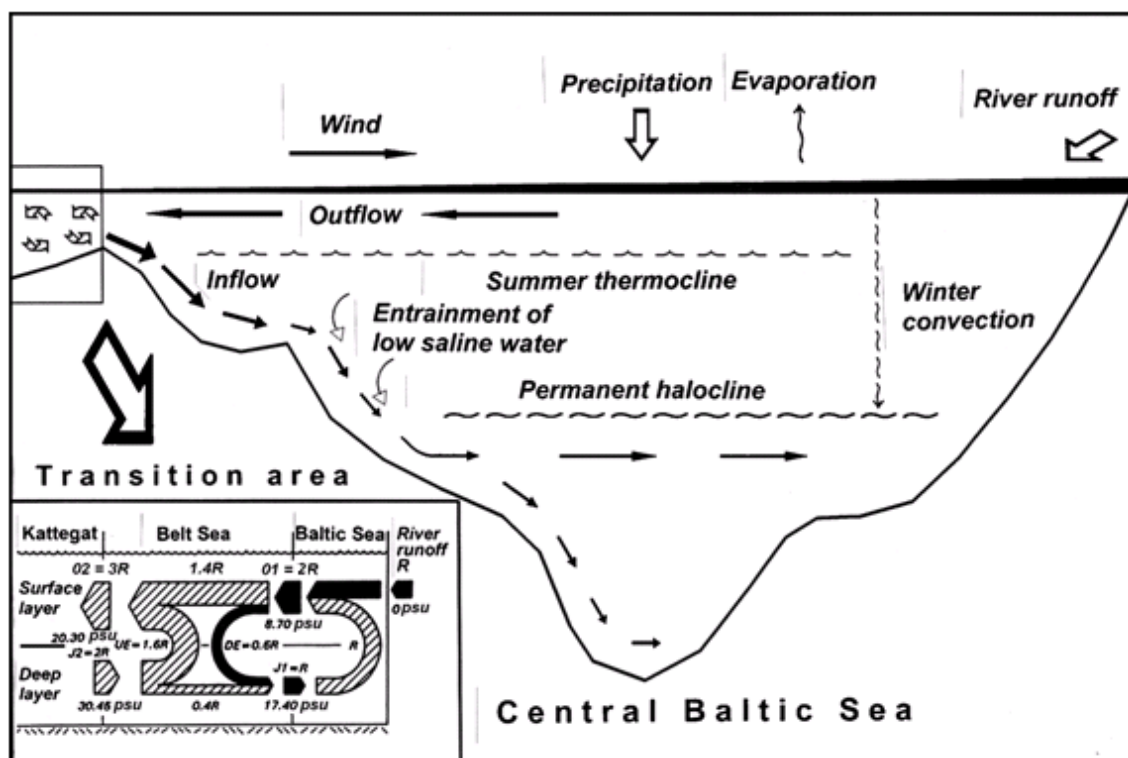 Precipitation
Evaporation
River runoff
Wind
Outflow
Inflow
Summer thermocline
Entrainment of
low saline water
Winter
convection
Permanent halocline
Transition area
Central Baltic Sea
Kattegat
Belt Sea
Baltic Sea
River
runoff
R
02 = 3R
1.4R
01 = 2R
Surface
layer
0psu
8.70 psu
20.30 psu
UE = 1.6R
DE = 0.6R
R
J2 = 2R
J1 = R
Deep
layer
30.45 psu
0.4R
17.40 psu